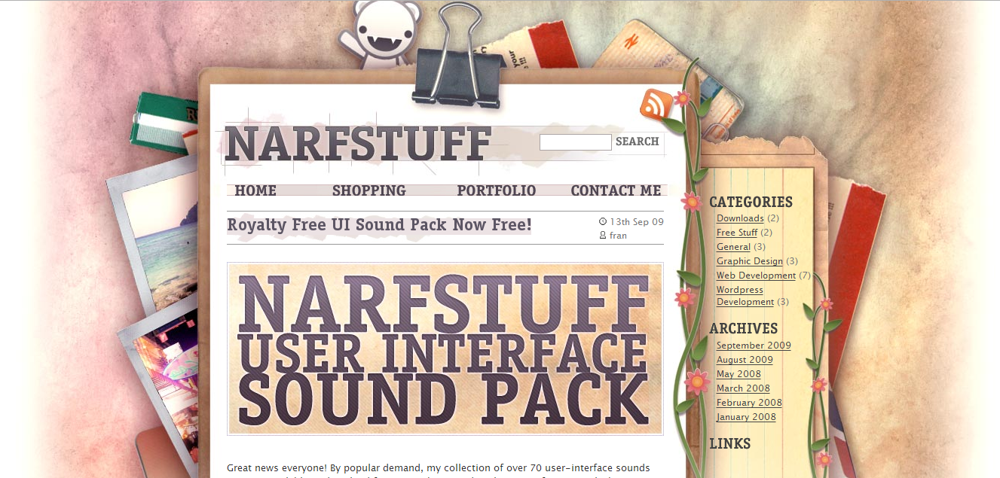 your
NARFSTUFF
SEARCH
HOME SHOPPING PORTFOLIO CONTACT ME
Royalty Free UI Sound Pack Now Free!
13th Sep 09
fran
NARFSTUFF
USER INTERFACE
SOUND PACK
Great news everyone! By popular demand, my collection of over 70 user-interface sounds
CATEGORIES
Downloads (2)
Free Stuff (2)
General (3)
Graphic Design (3)
Web Development (7)
Wordpress
Development (3)
ARCHIVES
September 2009
August 2009
May 2008
March 2008
February 2008
January 2008
LINKS